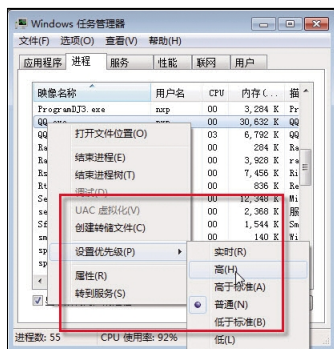 Windows 任务管理器
文件(F) 选项(O) 查看(V) 帮助(H)
应用程序 进程 服务 性能 联网 用户
映像名称 用户名 CPU 内存(... 描
ProgramDJ3.exe nxp 00 3,284 K Pr
00 30,632 K QQ
QQ 03 6,792 K QQ
00 284 K Ra
00 3,928 K ra
00 7,456 K Ri
00 836 K Re
00 12,348 K Wi
00 2,368 K 服
00 1,544 K Sm
00 140 K Wi
打开文件位置(O)
结束进程(E)
结束进程树(T)
调试(D)
UAC 虚拟化(V)
创建转储文件(C)
设置优先级(P)
属性(R)
转到服务(S)
实时(R)
高(H)
高于标准(A)
普通(N)
低于标准(B)
低(L)
进程数: 55 CPU 使用率: 92%